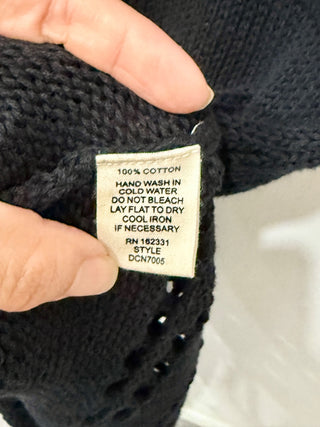 100% COTTON
HAND WASH IN
COLD WATER
DO NOT BLEACH
LAY FLAT TO DRY
COOL IRON
IF NECESSARY
RN 162331
STYLE
DCN7005